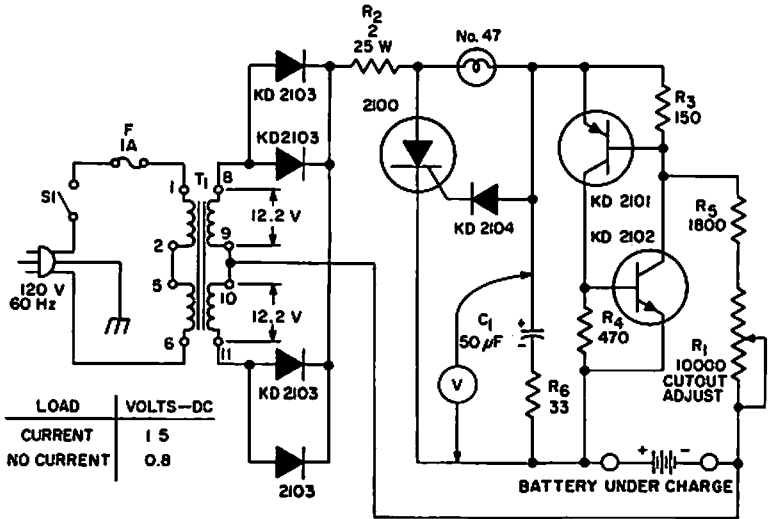 R2
2
25 W
No. 47
KD 2103
2100
R3
150
F
1A
KD2103
S1
1
T1
8
12.2 V
KD 2101
KD 2104
R5
1800
2
9
KD 2102
5
10
120 V
60 Hz
12.2 V
C1
50 µF
+
-
R4
470
R1
10000
CUTOUT
ADJUST
6
11
V
KD 2103
R6
33
LOAD VOLTS-DC
CURRENT 1 5
NO CURRENT 0.8
2103
+ -
BATTERY UNDER CHARGE